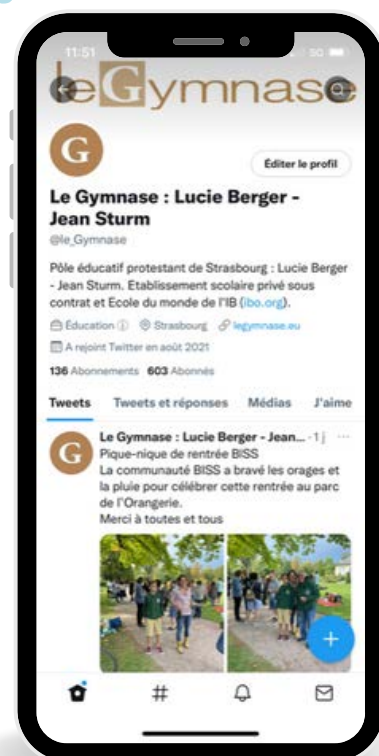 11:51
5G
leGymnase
G
Éditer le profil
Le Gymnase : Lucie Berger -
Jean Sturm
@le_Gymnase
Pôle éducatif protestant de Strasbourg : Lucie Berger
- Jean Sturm. Etablissement scolaire privé sous
contrat et Ecole du monde de l'IB (ibo.org).
Éducation Strasbourg legymnase.eu
A rejoint Twitter en août 2021
136 Abonnements 603 Abonnés
Tweets Tweets et réponses Médias J'aime
G
Le Gymnase : Lucie Berger - Jean... · 1 j ···
Pique-nique de rentrée BISS
La communauté BISS a bravé les orages et
la pluie pour célébrer cette rentrée au parc
de l'Orangerie.
Merci à toutes et tous